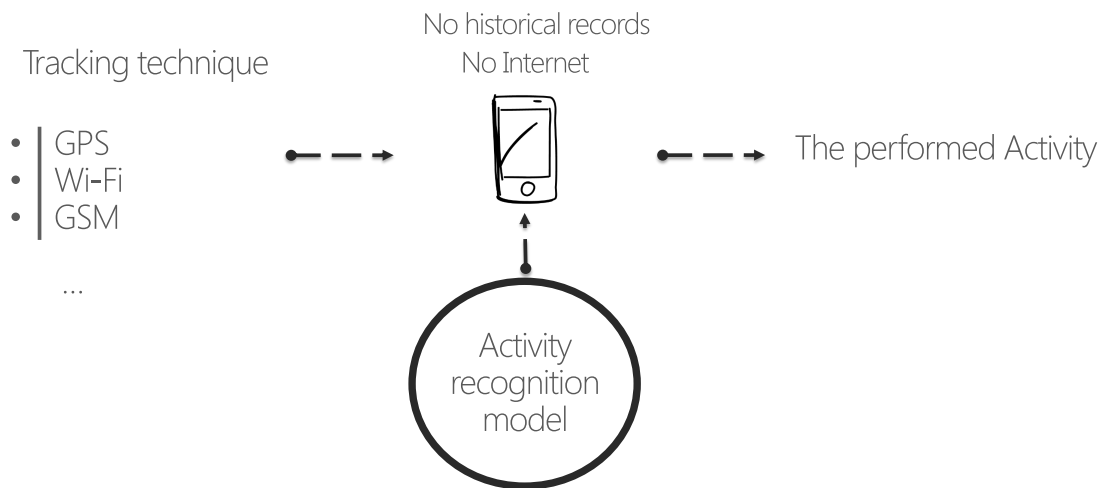 No historical records
No Internet
Tracking technique
• GPS
• Wi-Fi
• GSM
...
The performed Activity
Activity
recognition
model